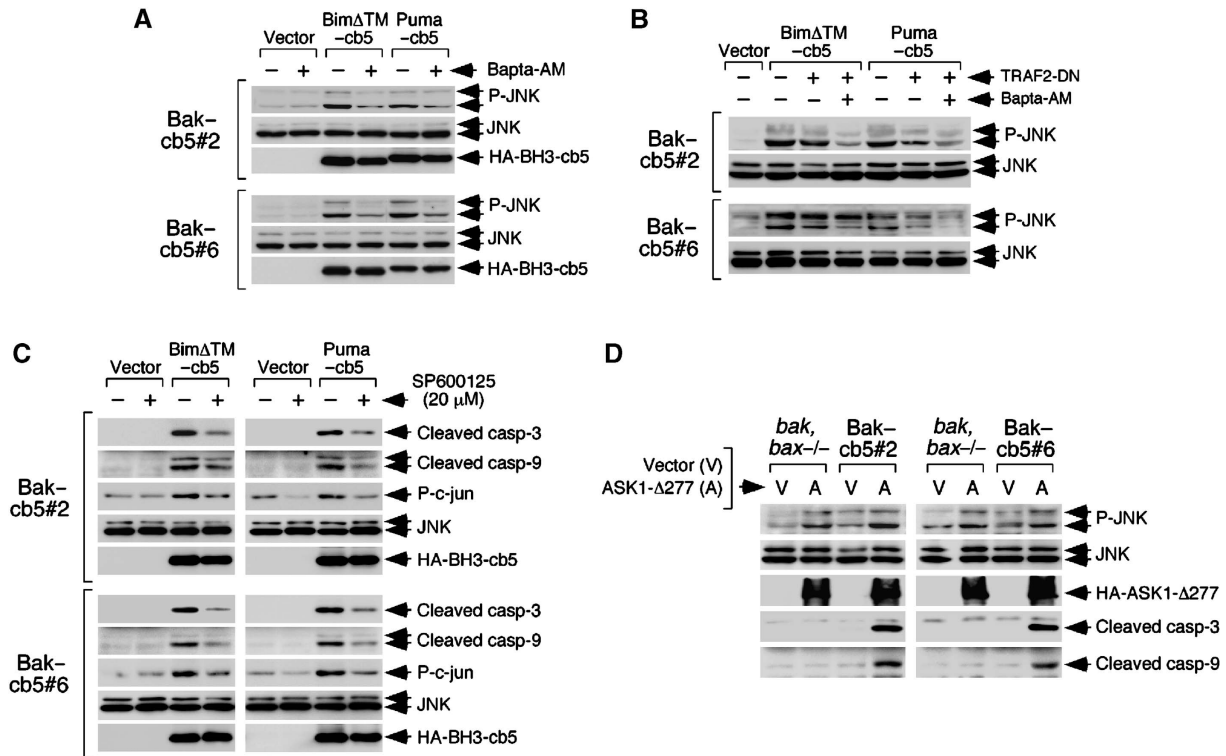 A
Vector
BimΔTM
–cb5
Puma
–cb5
– + – + – +
Bapta-AM
Bak–
cb5#2
P-JNK
JNK
HA-BH3-cb5
Bak–
cb5#6
P-JNK
JNK
HA-BH3-cb5
B
Vector
BimΔTM
–cb5
Puma
–cb5
– – + + – + +
TRAF2-DN
– – – + – – +
Bapta-AM
Bak–
cb5#2
P-JNK
JNK
Bak–
cb5#6
P-JNK
JNK
C
Vector
BimΔTM
–cb5
Vector
Puma
–cb5
– + – + – + – +
SP600125
(20 μM)
Bak–
cb5#2
Cleaved casp-3
Cleaved casp-9
P-c-jun
JNK
HA-BH3-cb5
Bak–
cb5#6
Cleaved casp-3
Cleaved casp-9
P-c-jun
JNK
HA-BH3-cb5
D
bak,
bax–/–
Bak–
cb5#2
bak,
bax–/–
Bak–
cb5#6
Vector (V)
ASK1-Δ277 (A)
V A V A V A V A
P-JNK
JNK
HA-ASK1-Δ277
Cleaved casp-3
Cleaved casp-9